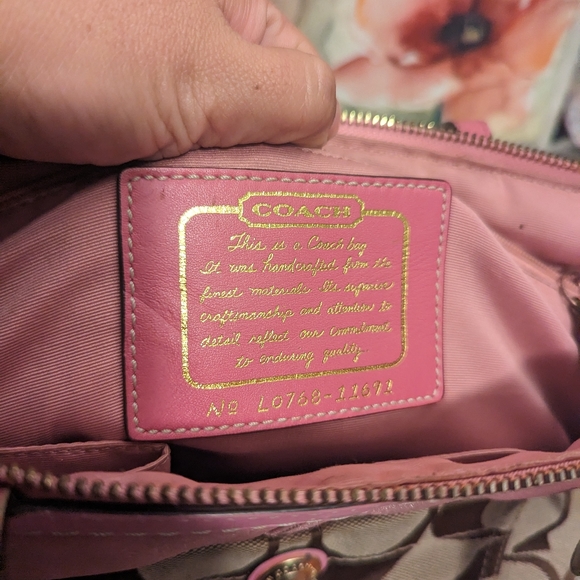 COACH
This is a Coach bag
It was handcrafted from the
finest materials. Its superior
craftsmanship and attention to
detail reflect our commitment
to enduring quality.
No L0768-11671